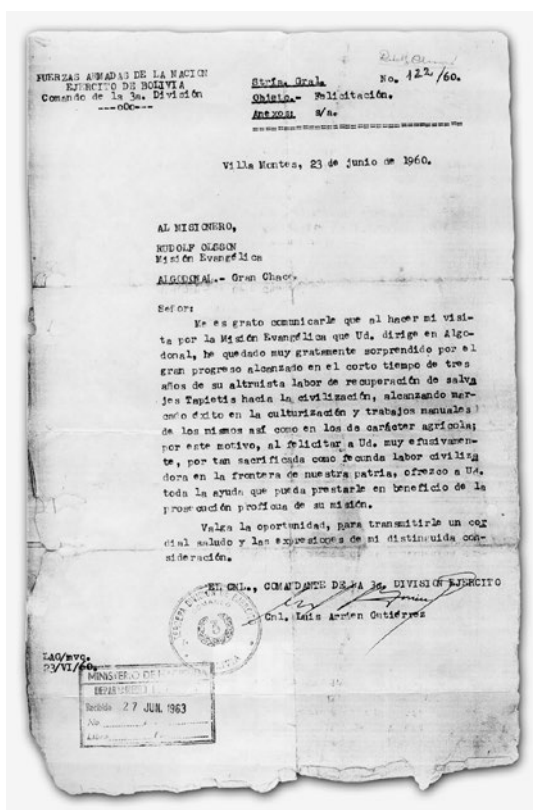 FUERZAS ARMADAS DE LA NACION
EJERCITO DE BOLIVIA
Comando de la 3a. División
---oOo---
No. 122/60.
Stría. Gral.
Objeto.- Felicitación.
Anexos: s/a.
Villa Montes, 23 de junio de 1960.
AL MISIONERO,
RUDOLF OLSSON
Misión Evangélica
ALGODONAL.- Gran Chaco.
Señor:
Me es grato comunicarle que al hacer mi visi-
ta por la Misión Evangélica que Ud. dirige en Algo-
donal, he quedado muy gratamente sorprendido por el
gran progreso alcanzado en el corto tiempo de tres
años de su altruista labor de recuperación de salva
jes Tapietis hacia la civilización, alcanzando mar-
cado éxito en la culturización y trabajos manuales
de los mismos así como en los de carácter agrícola;
por este motivo, al felicitar a Ud. muy efusivamen-
te, por tan sacrificada como fecunda labor civiliza
dora en la frontera de nuestra patria, ofrezco a Ud.
toda la ayuda que pueda prestarle en beneficio de la
prosecución proficua de su misión.
Valga la oportunidad, para transmitirle un cor
dial saludo y las expresiones de mi distinguida con-
sideración.
EL CNL., COMANDANTE DE LA 3a. DIVISION EJERCITO
Cnl. Luis Arrien Gutiérrez
LAG/mvc.
23/VI/60.
MINISTERIO DE
Recibido 27 JUN. 1963
No